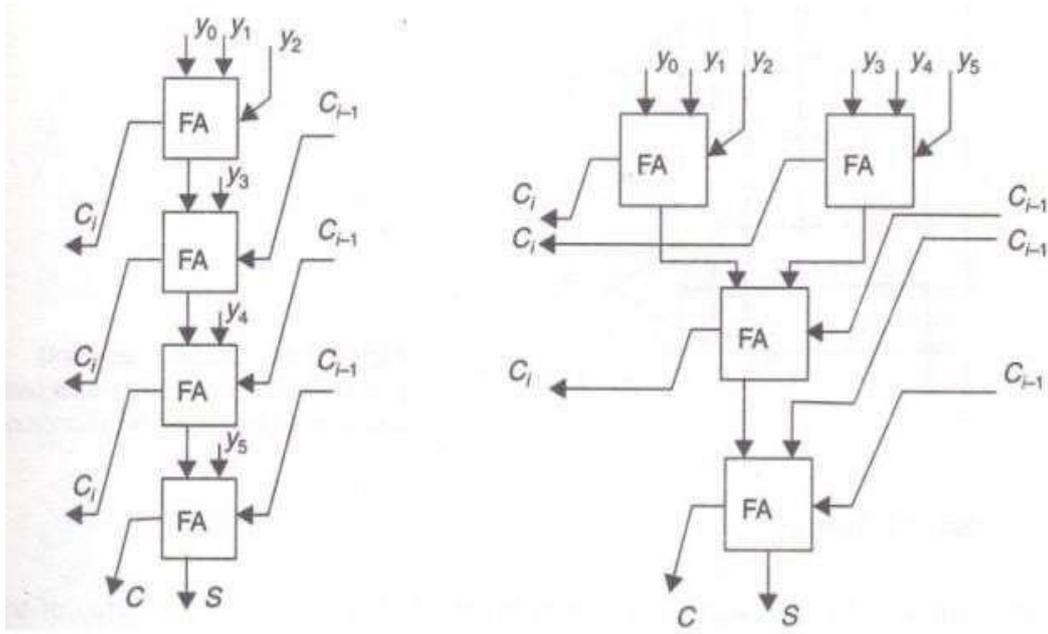 y₀ y₁ y₂
FA
Cᵢ₋₁
y₃
Cᵢ
FA
Cᵢ₋₁
y₄
Cᵢ
FA
Cᵢ₋₁
y₅
Cᵢ
FA
C S
y₀ y₁ y₂ y₃ y₄ y₅
FA FA
Cᵢ Cᵢ₋₁
Cᵢ Cᵢ₋₁
FA
Cᵢ Cᵢ₋₁
FA
C S